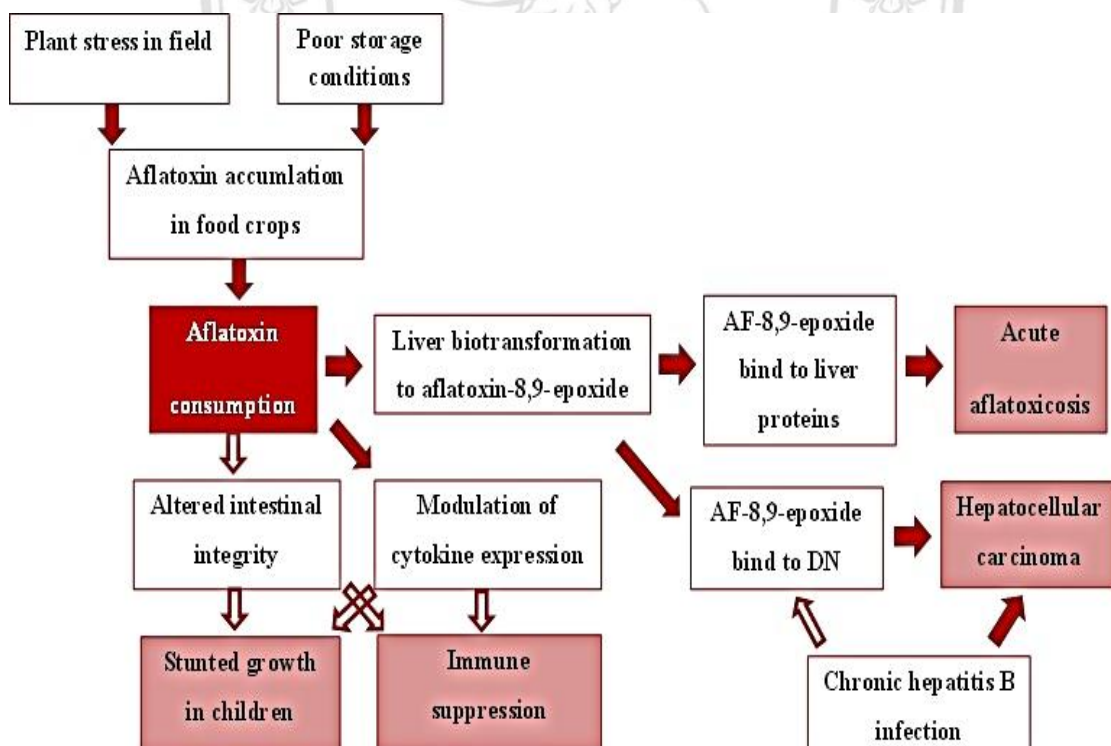 Plant stress in field
Poor storage
conditions
Aflatoxin accumlation
in food crops
Aflatoxin
consumption
Liver biotransformation
to aflatoxin-8,9-epoxide
AF-8,9-epoxide
bind to liver
proteins
Acute
aflatoxicosis
Altered intestinal
integrity
Modulation of
cytokine expression
AF-8,9-epoxide
bind to DN
Hepatocellular
carcinoma
Stunted growth
in children
Immune
suppression
Chronic hepatitis B
infection